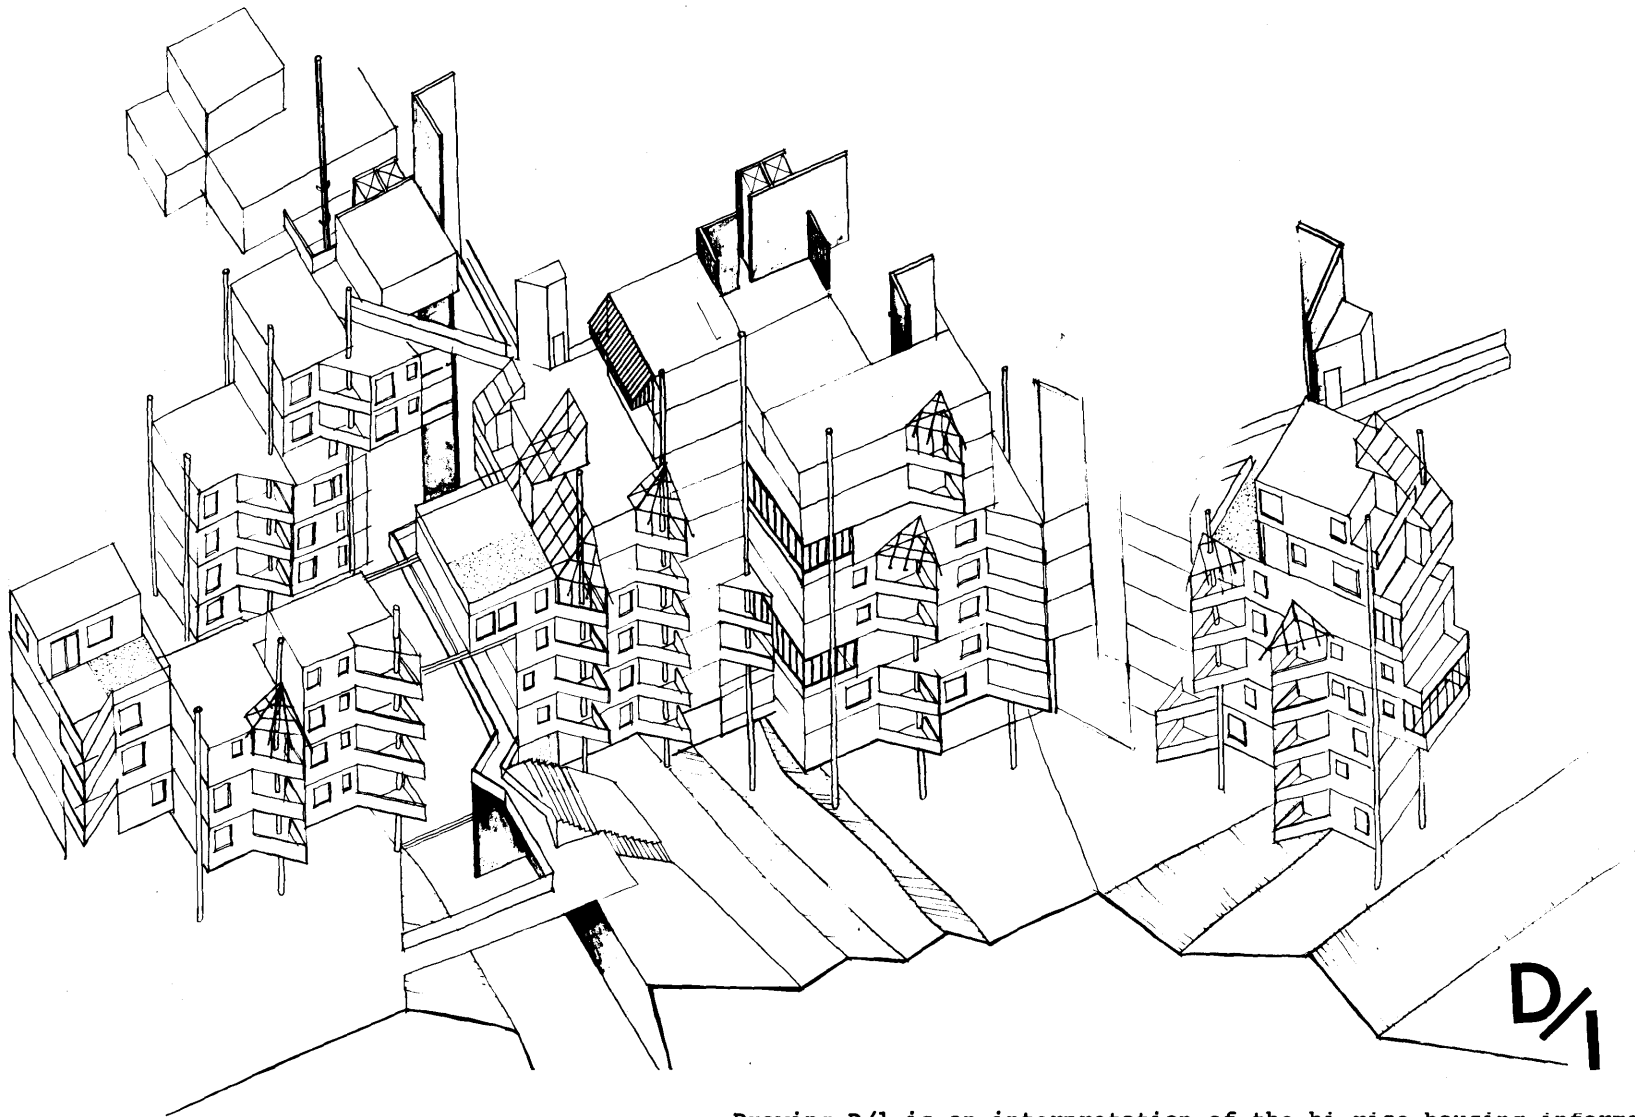 D/1
Drawing D/1 is an interpretation of the hi-rise housing informa